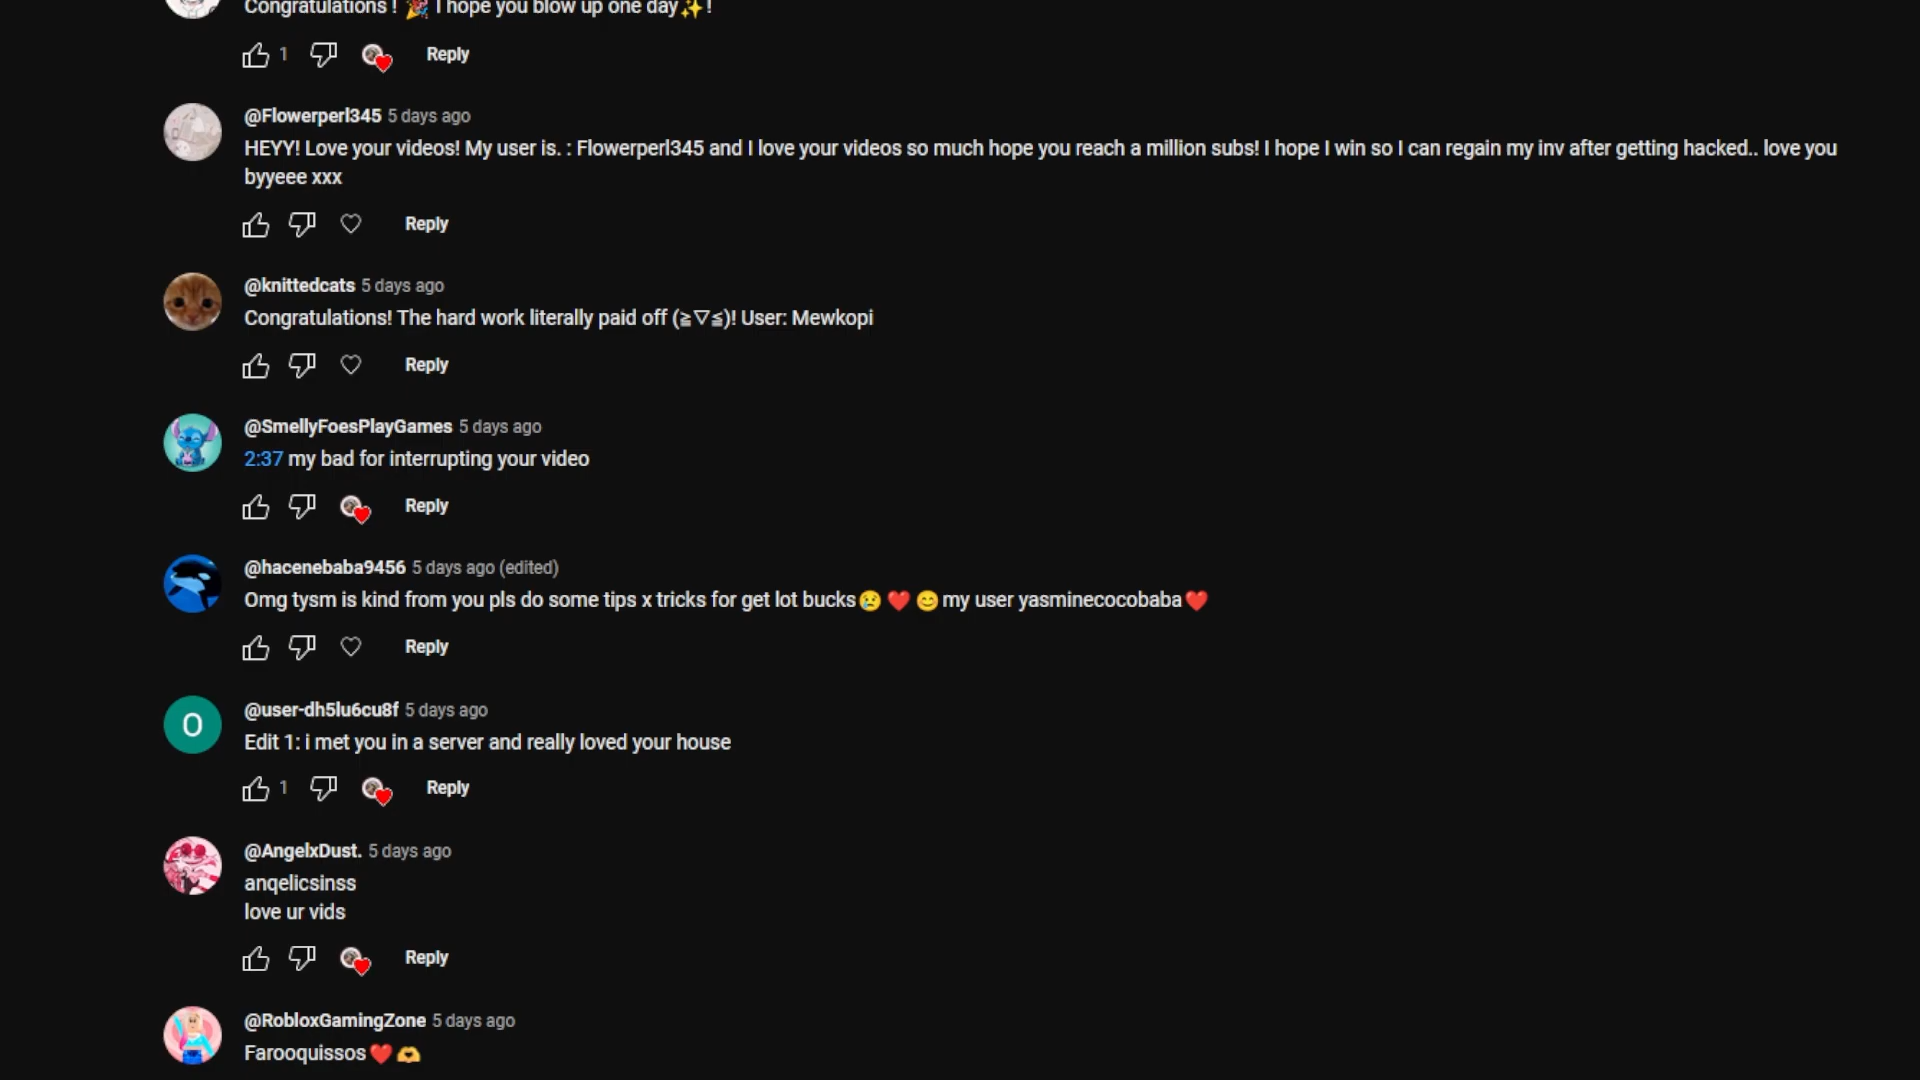 Congratulations ! 🎉 I hope you blow up one day✨!
1 Reply
@Flowerperl345 5 days ago
HEYY! Love your videos! My user is. : Flowerperl345 and I love your videos so much hope you reach a million subs! I hope I win so I can regain my inv after getting hacked.. love you
byyeee xxx
Reply
@knittedcats 5 days ago
Congratulations! The hard work literally paid off (≧▽≦)! User: Mewkopi
Reply
@SmellyFoesPlayGames 5 days ago
2:37 my bad for interrupting your video
Reply
@hacenebaba9456 5 days ago (edited)
Omg tysm is kind from you pls do some tips x tricks for get lot bucks😢❤️😊my user yasminecocobaba❤️
Reply
O
@user-dh5lu6cu8f 5 days ago
Edit 1: i met you in a server and really loved your house
1 Reply
@AngelxDust. 5 days ago
anqelicsinss
love ur vids
Reply
@RobloxGamingZone 5 days ago
Farooquissos❤️🫶